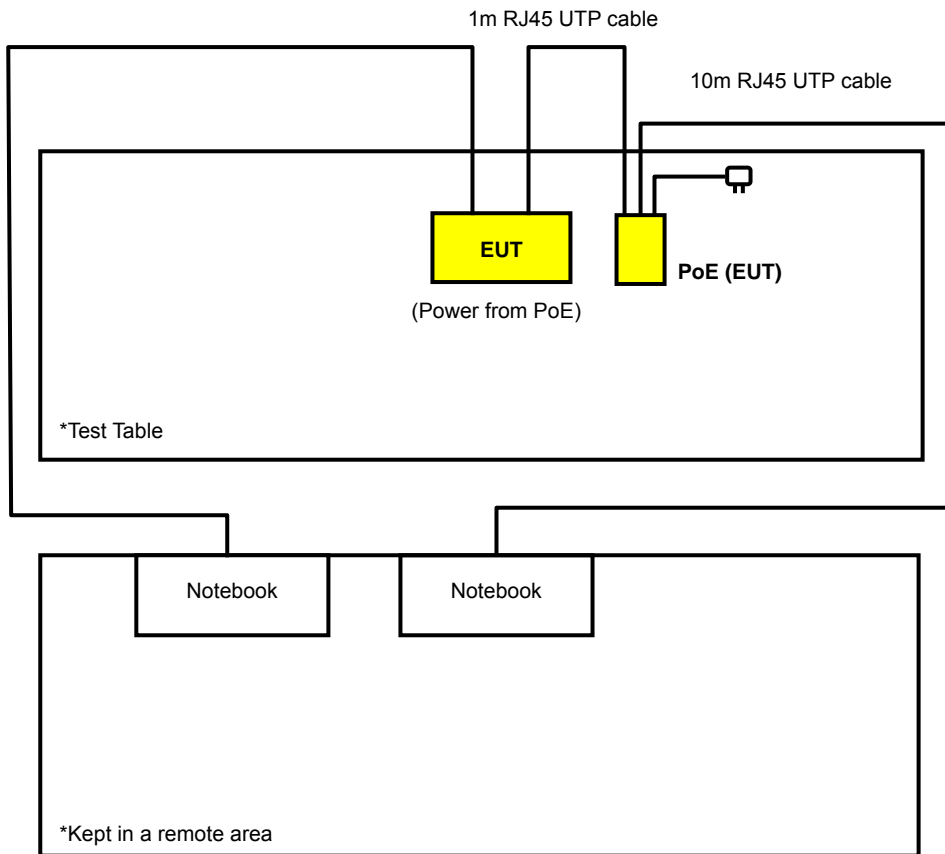 1m RJ45 UTP cable
10m RJ45 UTP cable
EUT
PoE (EUT)
(Power from PoE)
*Test Table
Notebook
Notebook
*Kept in a remote area